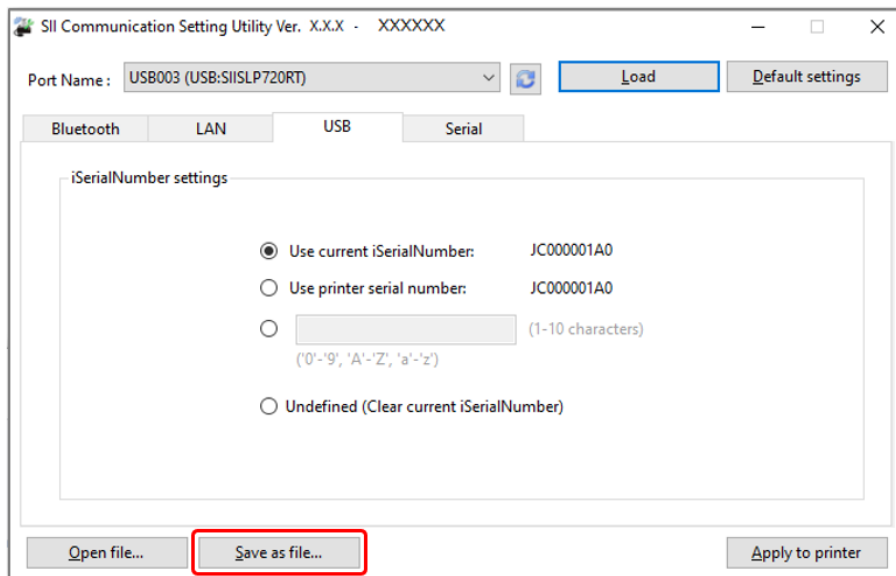 SII Communication Setting Utility Ver. X.X.X - XXXXXX
Port Name : USB003 (USB:SIISLP720RT) Load Default settings
Bluetooth LAN USB Serial
iSerialNumber settings
Use current iSerialNumber: JC000001A0
Use printer serial number: JC000001A0
(1-10 characters)
('0'-'9', 'A'-'Z', 'a'-'z')
Undefined (Clear current iSerialNumber)
Open file... Save as file... Apply to printer